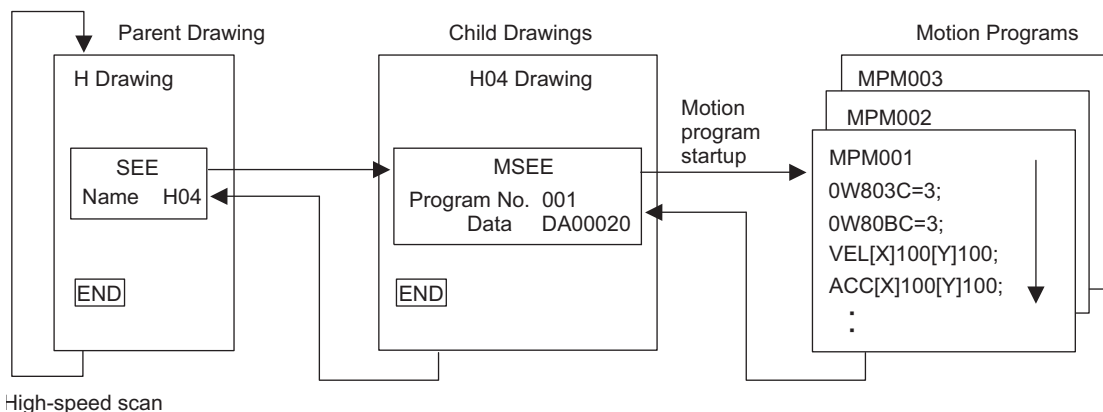 Parent Drawing
Child Drawings
Motion Programs
H Drawing
SEE
Name H04
END
H04 Drawing
MSEE
Program No. 001
Data DA00020
END
Motion
program
startup
MPM003
MPM002
MPM001
0W803C=3;
0W80BC=3;
VEL[X]100[Y]100;
ACC[X]100[Y]100;
:
High-speed scan